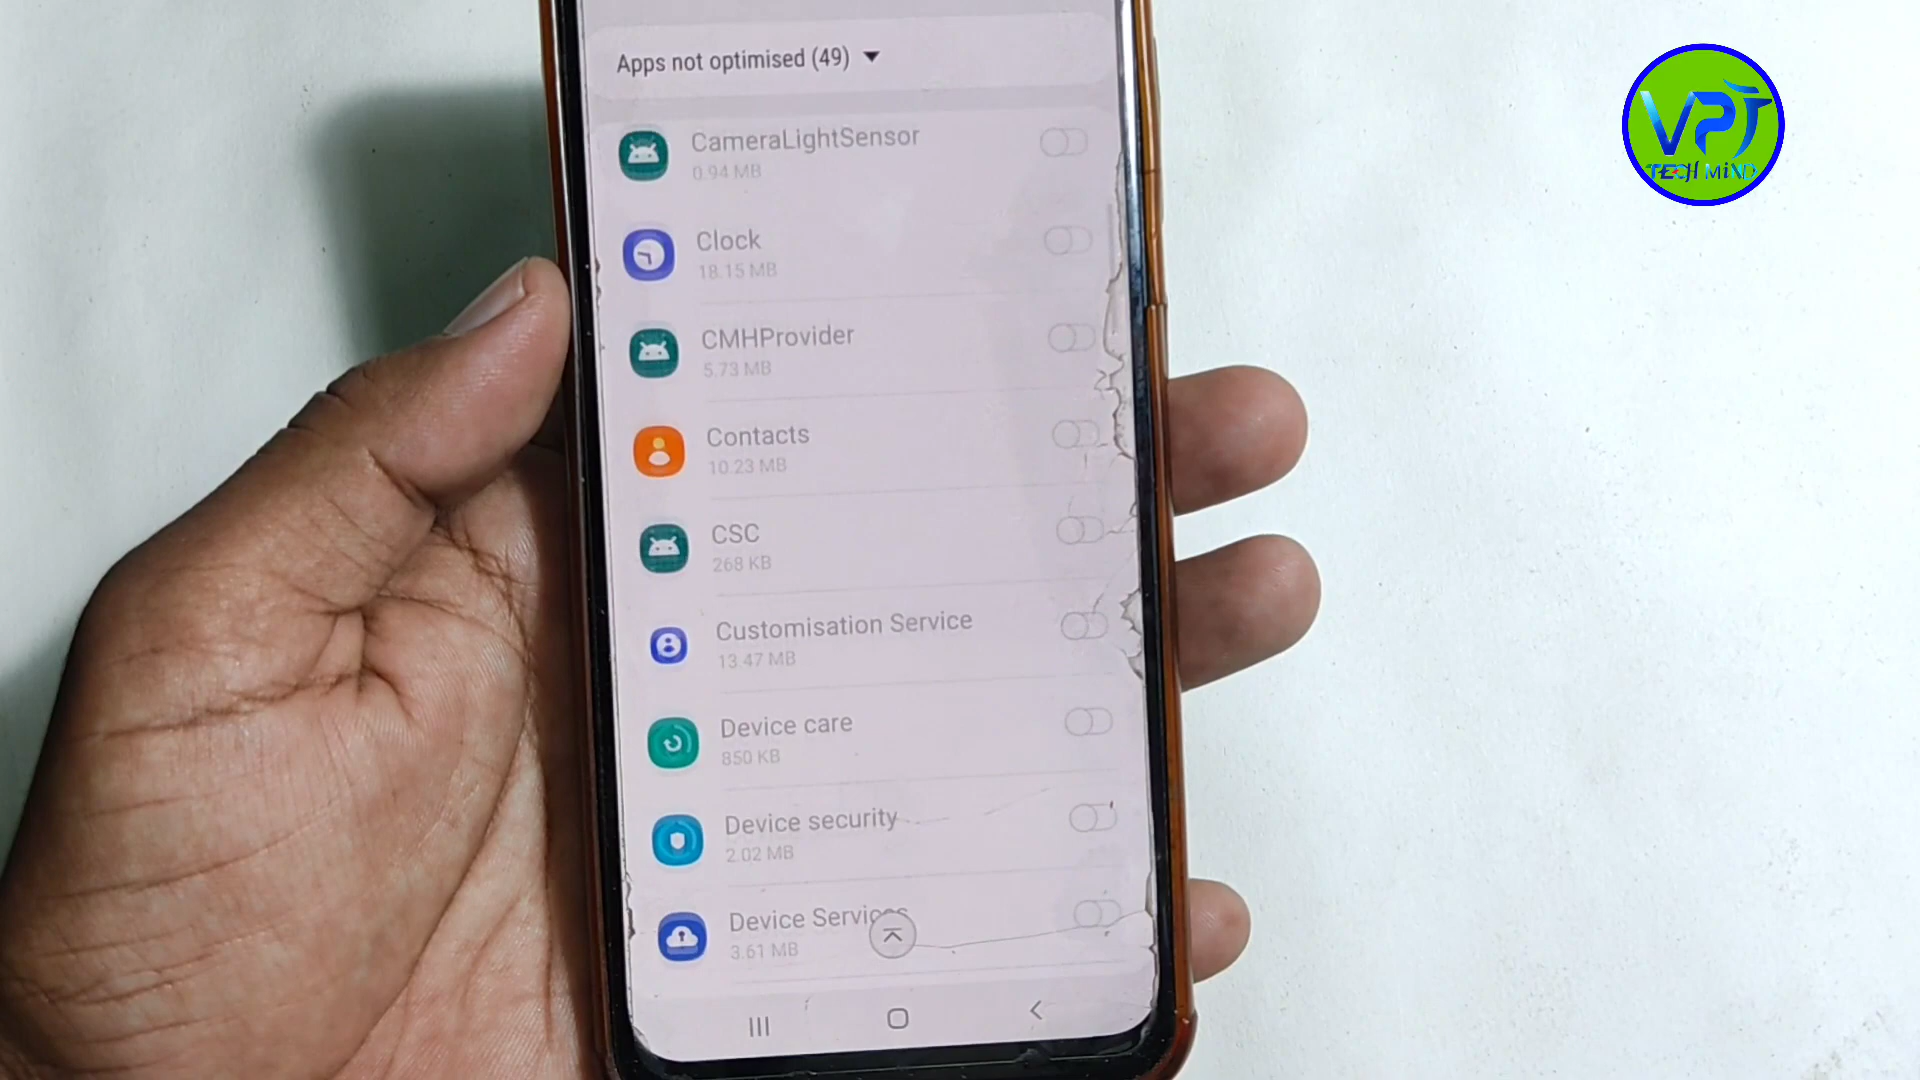 Apps not optimised (49)
CameraLightSensor
0.94 MB
Clock
18.15 MB
CMHProvider
5.73 MB
Contacts
10.23 MB
CSC
268 KB
Customisation Service
13.47 MB
Device care
850 KB
Device security
2.02 MB
Device Services
3.61 MB
VPT
TECH MiND